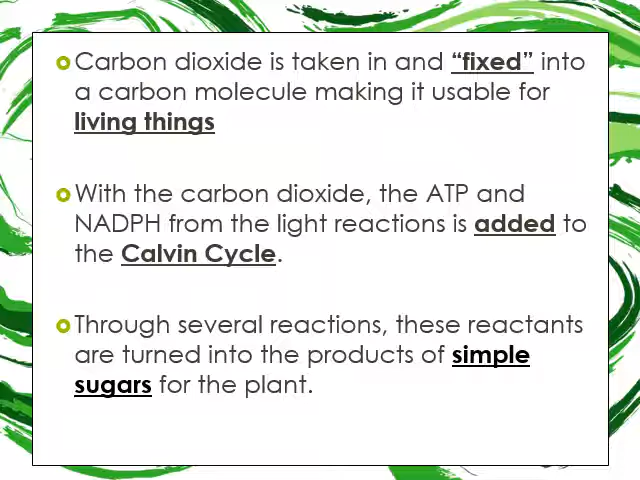 Carbon dioxide is taken in and “fixed” into
a carbon molecule making it usable for
living things
With the carbon dioxide, the ATP and
NADPH from the light reactions is added to
the Calvin Cycle.
Through several reactions, these reactants
are turned into the products of simple
sugars for the plant.